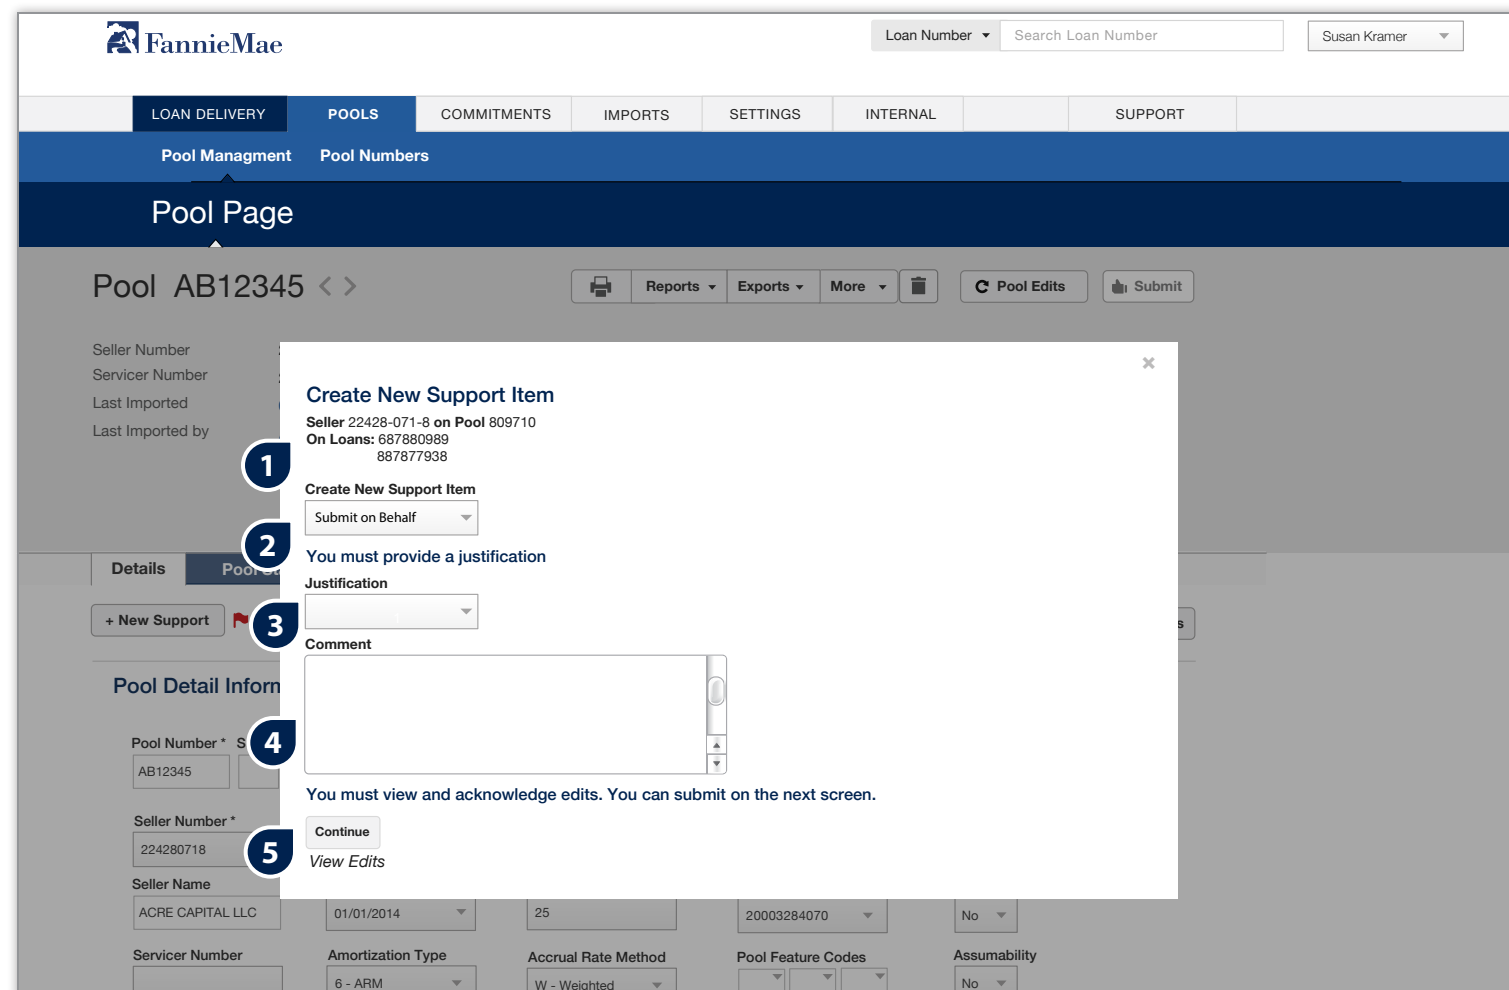 FannieMae
Loan Number
Search Loan Number
Susan Kramer
LOAN DELIVERY
POOLS
COMMITMENTS
IMPORTS
SETTINGS
INTERNAL
SUPPORT
Pool Managment
Pool Numbers
Pool Page
Pool AB12345 < >
Reports
Exports
More
Pool Edits
Submit
Seller Number
Servicer Number
Last Imported
Last Imported by
Create New Support Item
Seller 22428-071-8 on Pool 809710
On Loans: 687880989
887877938
1
Create New Support Item
Submit on Behalf
2
You must provide a justification
Justification
3
Comment
4
You must view and acknowledge edits. You can submit on the next screen.
Continue
5
View Edits
Details
Pool
+ New Support
s
Pool Detail Inforn
Pool Number *
S
AB12345
Seller Number *
224280718
Seller Name
ACRE CAPITAL LLC
01/01/2014
25
20003284070
No
Servicer Number
Amortization Type
Accrual Rate Method
Pool Feature Codes
Assumability
6 - ARM
W - Weighted
No